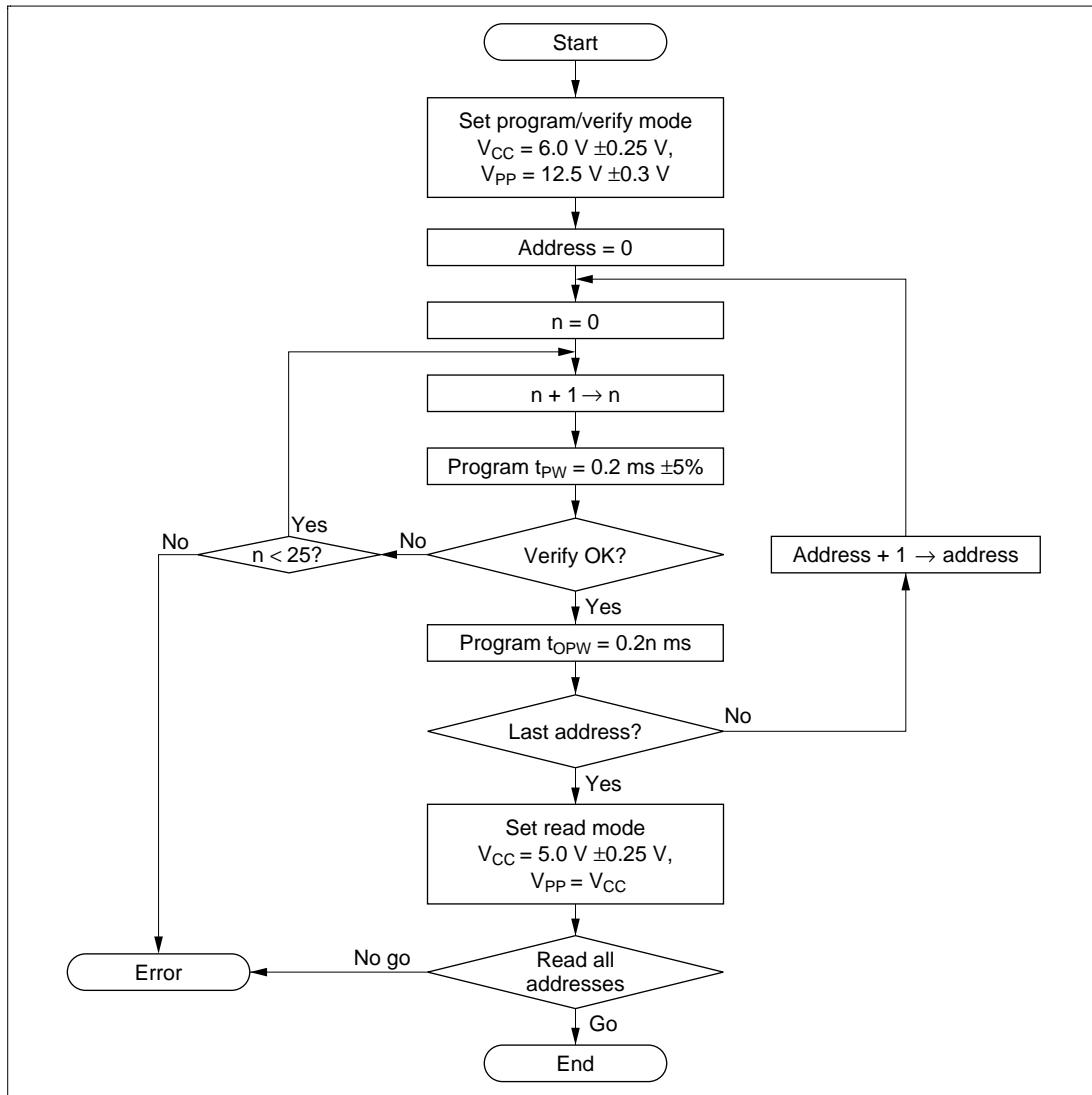 Start
Set program/verify mode
VCC = 6.0 V ±0.25 V,
VPP = 12.5 V ±0.3 V
Address = 0
n = 0
n + 1 → n
Program tPW = 0.2 ms ±5%
Verify OK?
No
n < 25?
Yes
No
Yes
Program tOPW = 0.2n ms
Last address?
No
Address + 1 → address
Yes
Set read mode
VCC = 5.0 V ±0.25 V,
VPP = VCC
Read all
addresses
No go
Error
Go
End